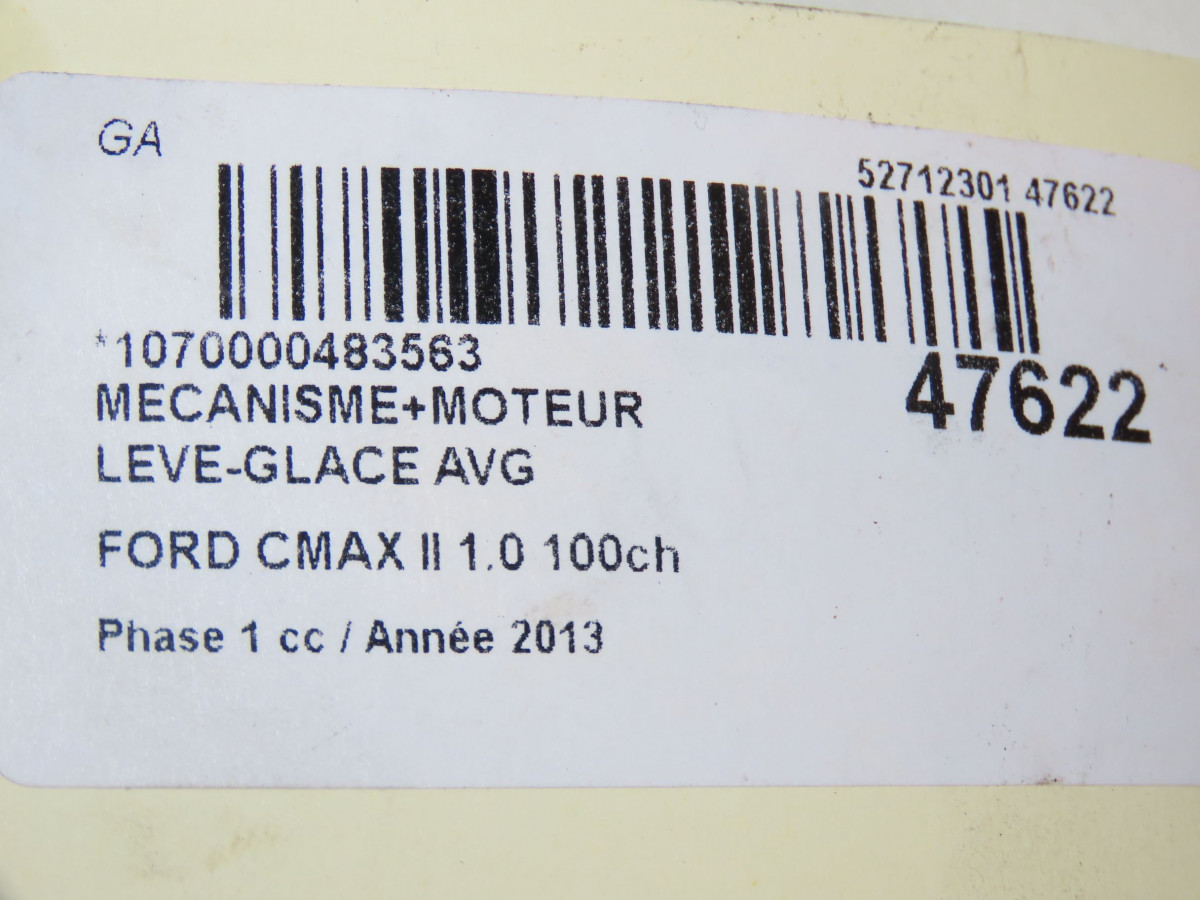 GA
52712301 47622
*1070000483563
47622
MECANISME+MOTEUR
LEVE-GLACE AVG
FORD CMAX II 1.0 100ch
Phase 1 cc / Année 2013